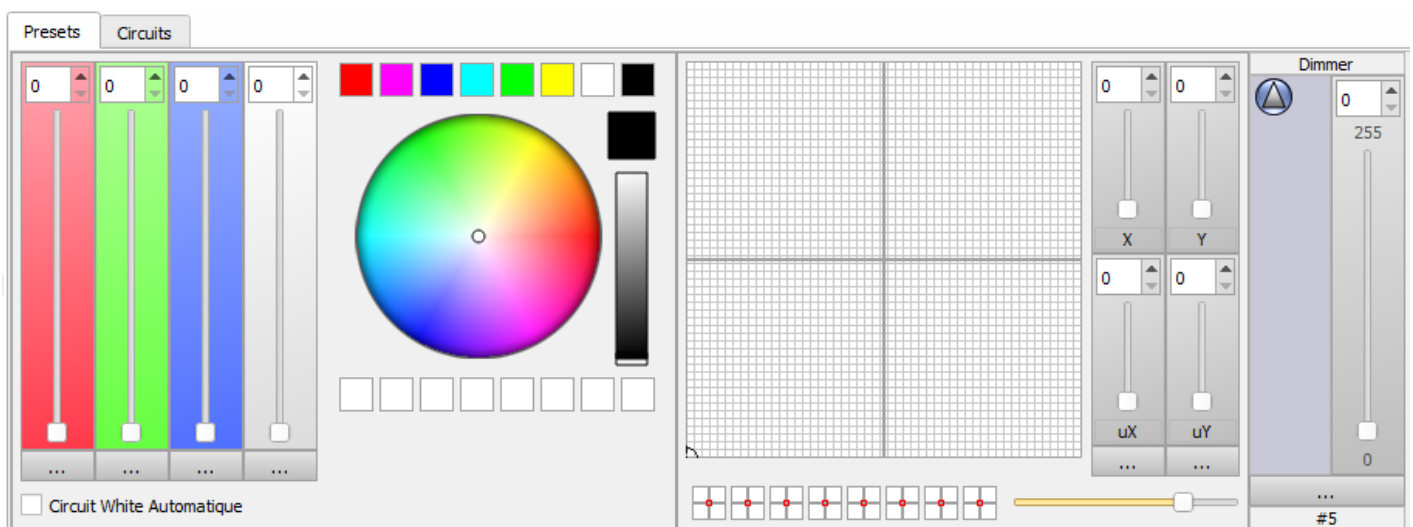 Presets Circuits
Dimmer
0 0 0 0 0 0 0
255
X Y
0 0
uX uY
0
... ... ... ... ... ...
...
Circuit White Automatique
#5